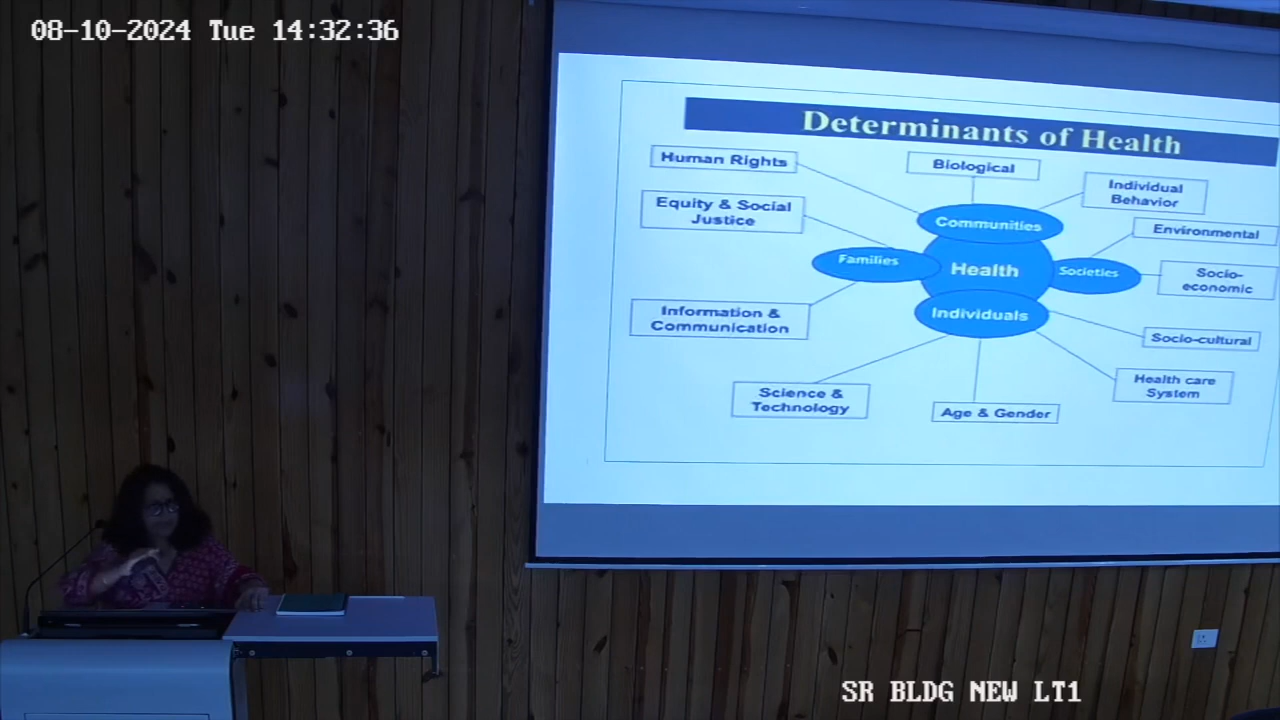 08-10-2024 Tue 14:32:36
Determinants of Health
Human Rights
Biological
Individual
Behavior
Equity & Social
Justice
Communities
Environmental
Families
Health
Societies
Socio-
economic
Information &
Communication
Individuals
Socio-cultural
Science &
Technology
Age & Gender
Health care
System
SR BLDG NEW LT1